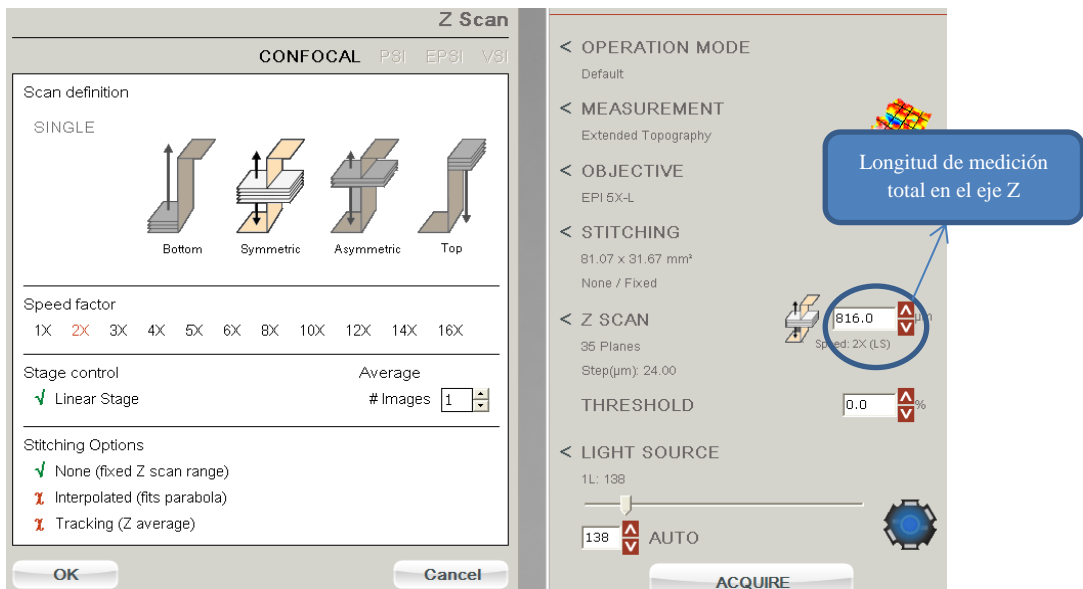 Z Scan
CONFOCAL PSI EPSI VSI
Scan definition
SINGLE
Bottom Symmetric Asymmetric Top
Speed factor
1X 2X 3X 4X 5X 6X 8X 10X 12X 14X 16X
Stage control Average
√ Linear Stage # Images 1
Stitching Options
√ None (fixed Z scan range)
χ Interpolated (fits parabola)
χ Tracking (Z average)
OK Cancel
< OPERATION MODE
Default
< MEASUREMENT
Extended Topography
Longitud de medición
total en el eje Z
< OBJECTIVE
EPI 5X-L
< STITCHING
81.07 x 31.67 mm²
None / Fixed
< Z SCAN 816.0 µm
35 Planes Speed: 2X (LS)
Step(µm): 24.00
THRESHOLD 0.0 %
< LIGHT SOURCE
1L: 138
138 AUTO
ACQUIRE